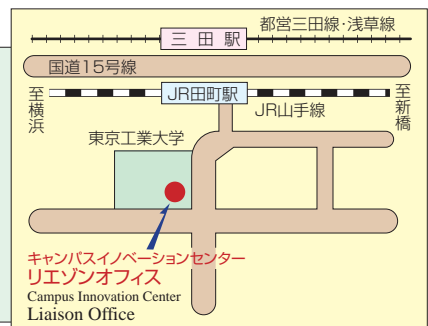 都営三田線・浅草線
三田駅
国道15号線
至横浜
JR田町駅
至新橋
JR山手線
東京工業大学
キャンパスイノベーションセンター
リエゾンオフィス
Campus Innovation Center
Liaison Office